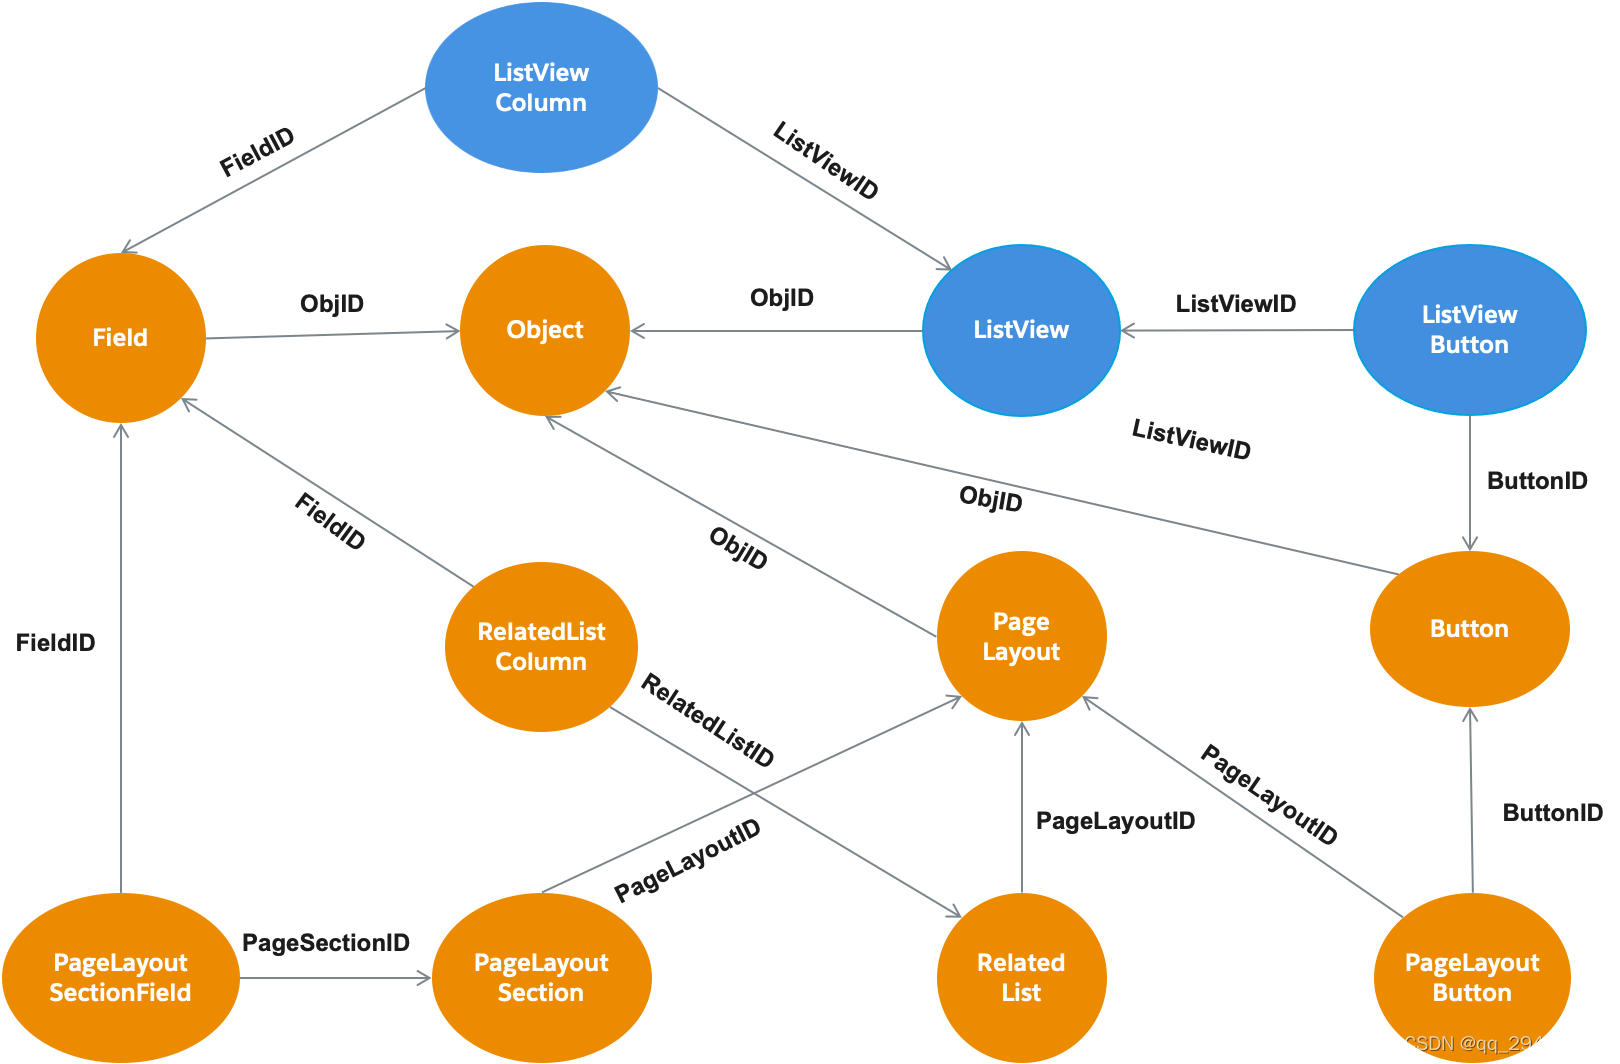 ListView
Column
FieldID
ListViewID
Field
ObjID
Object
ObjID
ListView
ListViewID
ListView
Button
ListViewID
ButtonID
ObjID
FieldID
ObjID
FieldID
RelatedList
Column
Page
Layout
Button
RelatedListID
PageLayoutID
PageLayoutID
PageLayoutID
ButtonID
PageLayout
SectionField
PageSectionID
PageLayout
Section
Related
List
PageLayout
Button
CSDN @qq_294